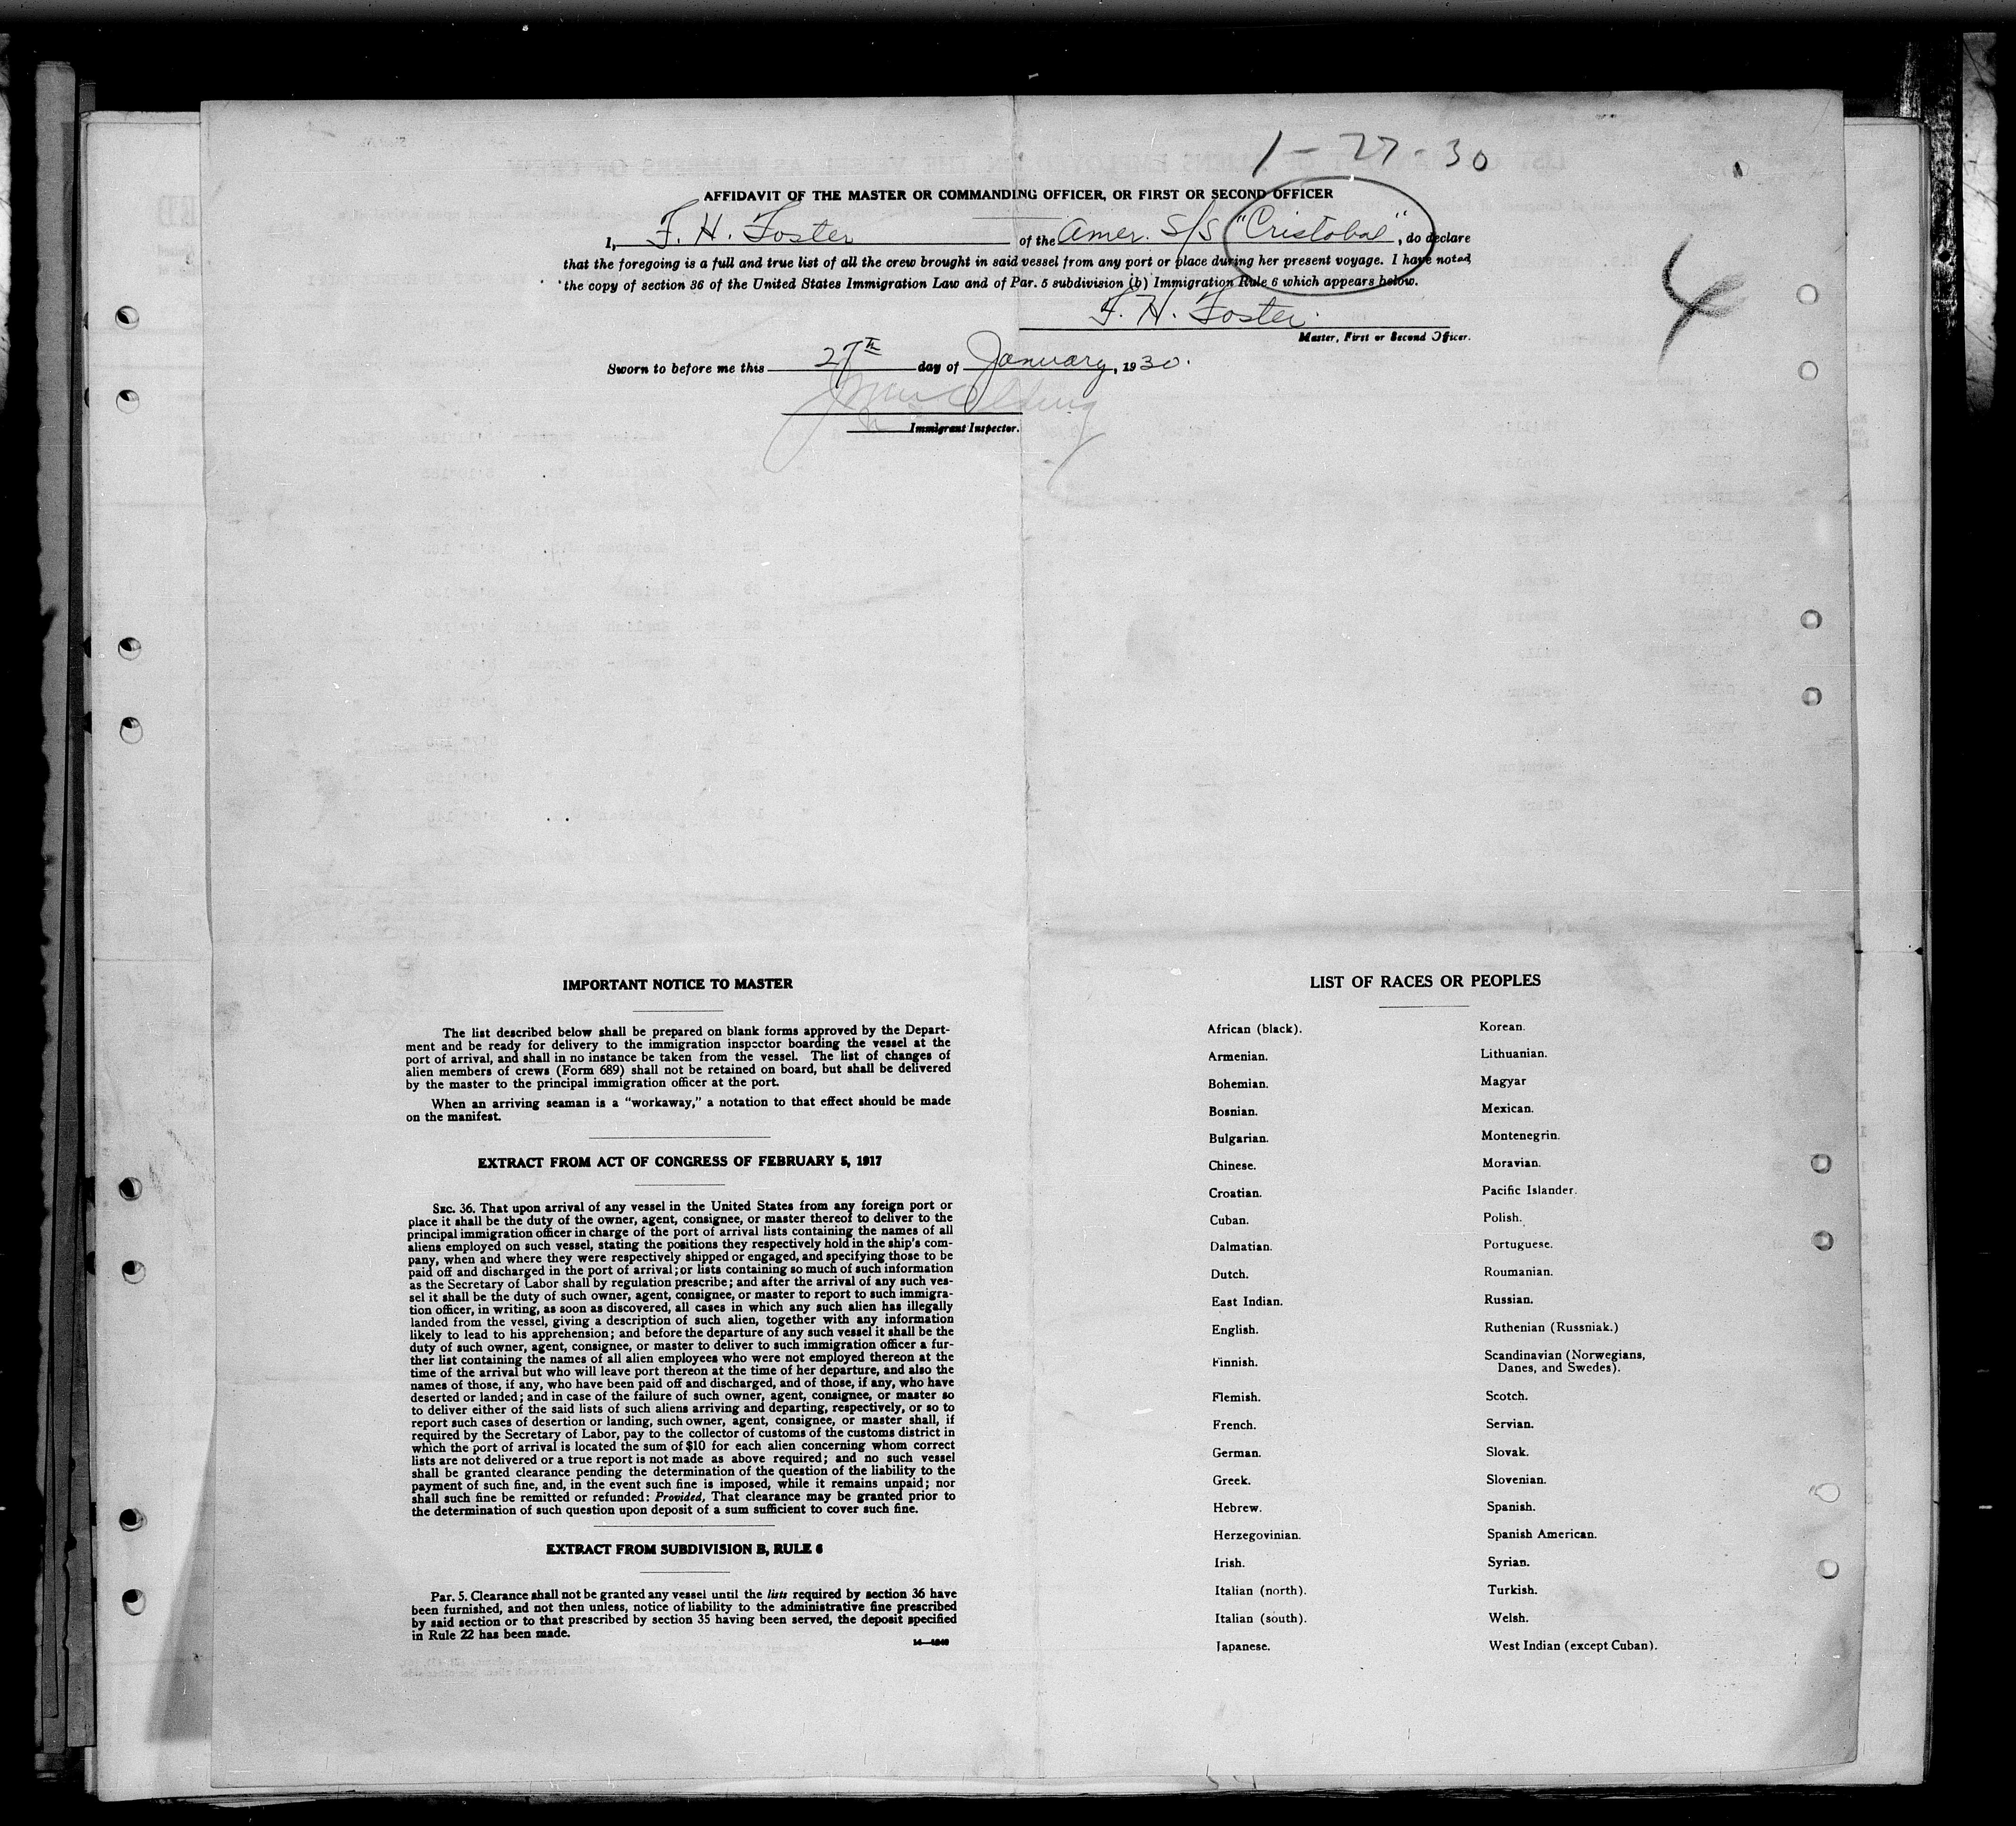 1-27-30
AFFIDAVIT OF THE MASTER OR COMMANDING OFFICER, OR FIRST OR SECOND OFFICER
I, F. H. Foster of the Amer. S/S "Cristobal", do declare
that the foregoing is a full and true list of all the crew brought in said vessel from any port or place during her present voyage. I have noted
the copy of section 36 of the United States Immigration Law and of Par. 5 subdivision (b) Immigration Rule 6 which appears below.
4
F. H. Foster
Master, First or Second Officer.
Sworn to before me this 27th day of January, 1930.
Immigrant Inspector.
IMPORTANT NOTICE TO MASTER
The list described below shall be prepared on blank forms approved by the Depart-
ment and be ready for delivery to the immigration inspector boarding the vessel at the
port of arrival, and shall in no instance be taken from the vessel. The list of changes of
alien members of crews (Form 689) shall not be retained on board, but shall be delivered
by the master to the principal immigration officer at the port.
When an arriving seaman is a "workaway," a notation to that effect should be made
on the manifest.
EXTRACT FROM ACT OF CONGRESS OF FEBRUARY 5, 1917
SEC. 36. That upon arrival of any vessel in the United States from any foreign port or
place it shall be the duty of the owner, agent, consignee, or master thereof to deliver to the
principal immigration officer in charge of the port of arrival lists containing the names of all
aliens employed on such vessel, stating the positions they respectively hold in the ship's com-
pany, when and where they were respectively shipped or engaged, and specifying those to be
paid off and discharged in the port of arrival; or lists containing so much of such information
as the Secretary of Labor shall by regulation prescribe; and after the arrival of any such ves-
sel it shall be the duty of such owner, agent, consignee, or master to report to such immigra-
tion officer, in writing, as soon as discovered, all cases in which any such alien has illegally
landed from the vessel, giving a description of such alien, together with any information
likely to lead to his apprehension; and before the departure of any such vessel it shall be the
duty of such owner, agent, consignee, or master to deliver to such immigration officer a fur-
ther list containing the names of all alien employees who were not employed thereon at the
time of the arrival but who will leave port thereon at the time of her departure, and also the
names of those, if any, who have been paid off and discharged, and of those, if any, who have
deserted or landed; and in case of the failure of such owner, agent, consignee, or master so
to deliver either of the said lists of such aliens arriving and departing, respectively, or so to
report such cases of desertion or landing, such owner, agent, consignee, or master shall, if
required by the Secretary of Labor, pay to the collector of customs of the customs district in
which the port of arrival is located the sum of $10 for each alien concerning whom correct
lists are not delivered or a true report is not made as above required; and no such vessel
shall be granted clearance pending the determination of the question of the liability to the
payment of such fine, and, in the event such fine is imposed, while it remains unpaid; nor
shall such fine be remitted or refunded: Provided, That clearance may be granted prior to
the determination of such question upon deposit of a sum sufficient to cover such fine.
EXTRACT FROM SUBDIVISION B, RULE 6
Par. 5. Clearance shall not be granted any vessel until the lists required by section 36 have
been furnished, and not then unless, notice of liability to the administrative fine prescribed
by said section or to that prescribed by section 35 having been served, the deposit specified
in Rule 22 has been made.
LIST OF RACES OR PEOPLES
African (black).
Armenian.
Bohemian.
Bosnian.
Bulgarian.
Chinese.
Croatian.
Cuban.
Dalmatian.
Dutch.
East Indian.
English.
Finnish.
Flemish.
French.
German.
Greek.
Hebrew.
Herzegovinian.
Irish.
Italian (north).
Italian (south).
Japanese.
Korean.
Lithuanian.
Magyar
Mexican.
Montenegrin.
Moravian.
Pacific Islander.
Polish.
Portuguese.
Roumanian.
Russian.
Ruthenian (Russniak.)
Scandinavian (Norwegians,
Danes, and Swedes).
Scotch.
Servian.
Slovak.
Slovenian.
Spanish.
Spanish American.
Syrian.
Turkish.
Welsh.
West Indian (except Cuban).